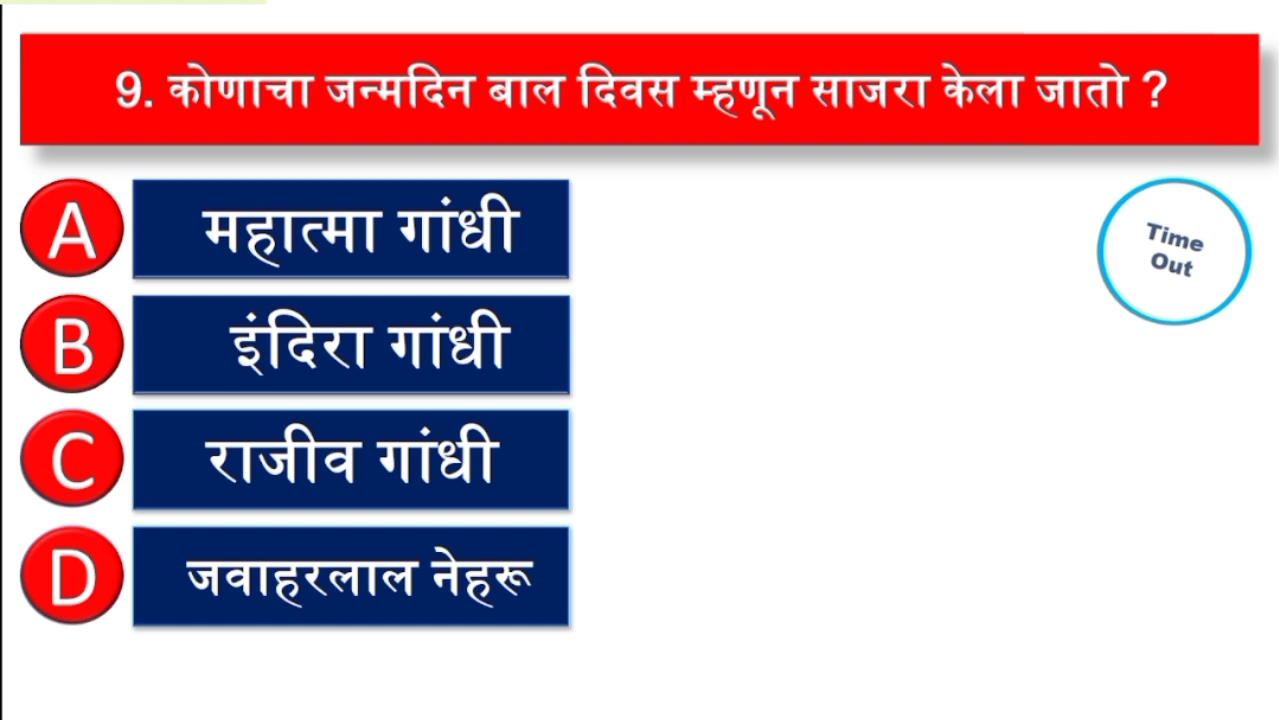 9. कोणाचा जन्मदिन बाल दिवस म्हणून साजरा केला जातो ?
A महात्मा गांधी
B इंदिरा गांधी
C राजीव गांधी
D जवाहरलाल नेहरू
Time
Out